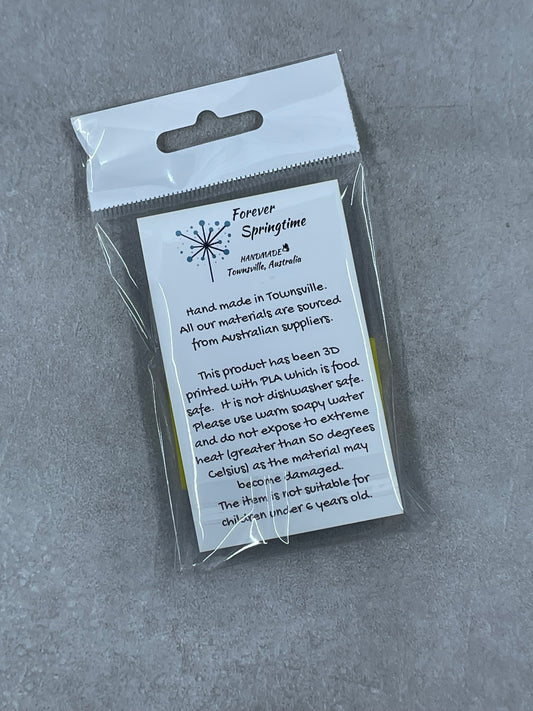 Forever
Springtime
HANDMADE
Townsville, Australia
Hand made in Townsville.
All our materials are sourced
from Australian suppliers.
This product has been 3D
printed with PLA which is food
safe. It is not dishwasher safe.
Please use warm soapy water
and do not expose to extreme
heat (greater than 50 degrees
Celsius) as the material may
become damaged.
The item is not suitable for
children under 6 years old.